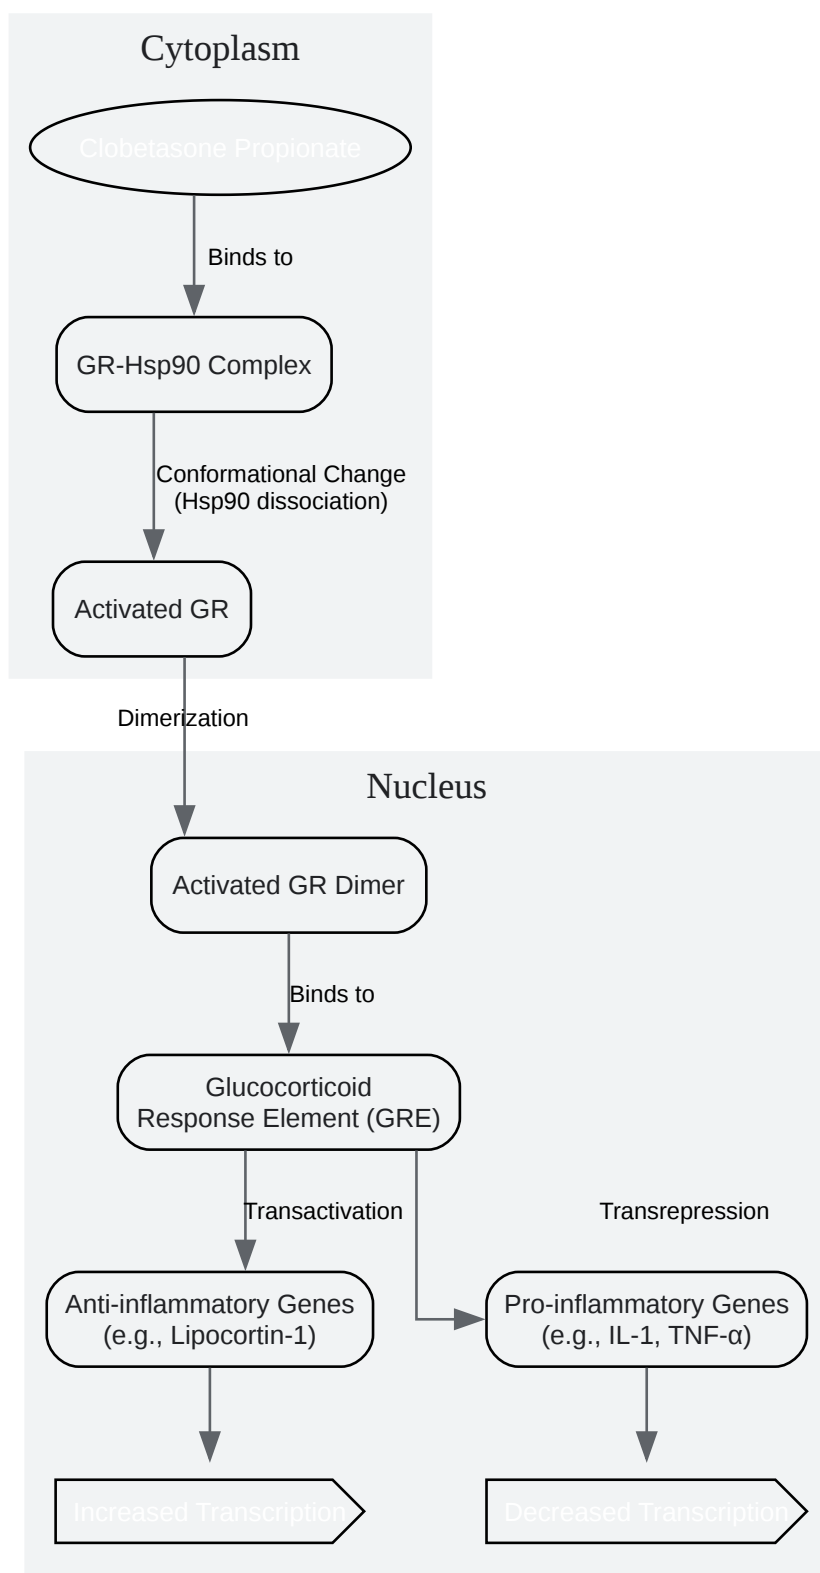 Cytoplasm
Clobetasone Propionate
Binds to
GR-Hsp90 Complex
Conformational Change
(Hsp90 dissociation)
Activated GR
Dimerization
Nucleus
Activated GR Dimer
Binds to
Glucocorticoid
Response Element (GRE)
Transactivation
Transrepression
Anti-inflammatory Genes
(e.g., Lipocortin-1)
Pro-inflammatory Genes
(e.g., IL-1, TNF-α)
Increased Transcription
Decreased Transcription